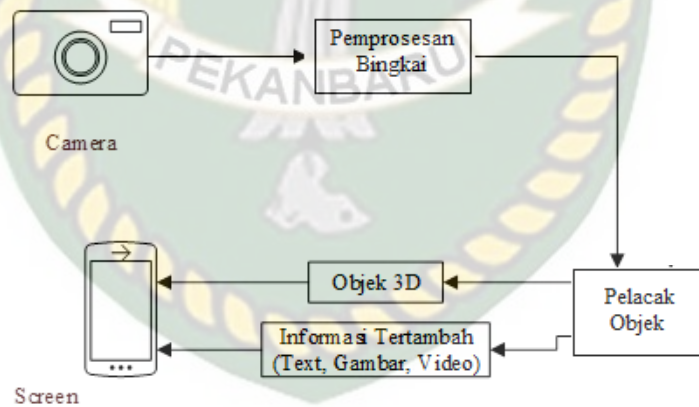 Pemprosesan
Bingkai
PEKANBARU
Camera
Objek 3D
Pelacak
Objek
Informasi Tertambah
(Text, Gambar, Video)
Screen